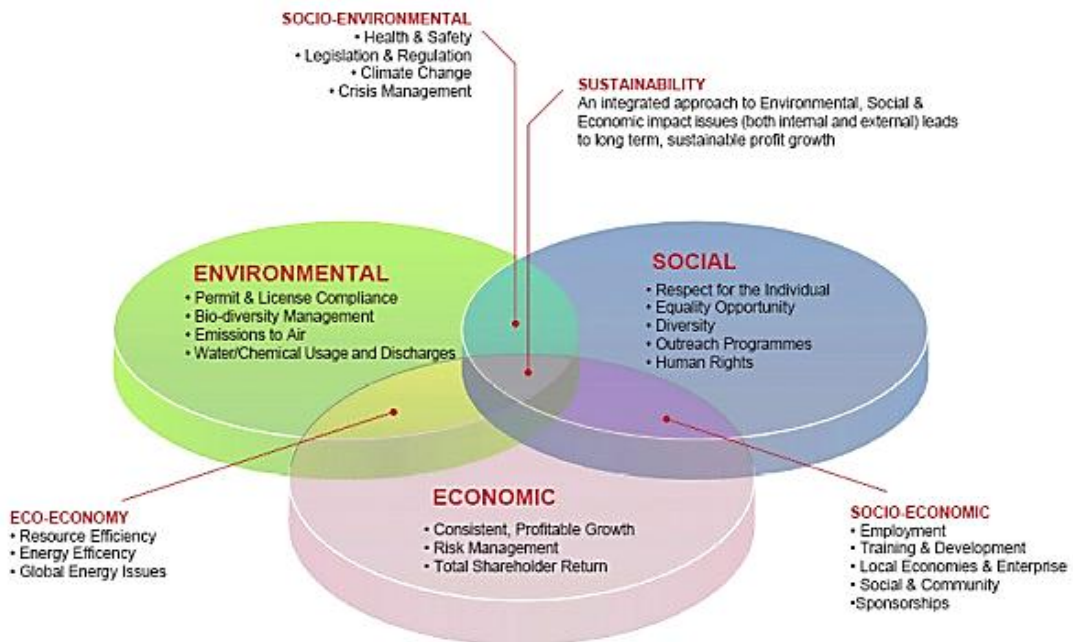 SOCIO-ENVIRONMENTAL
• Health & Safety
• Legislation & Regulation
• Climate Change
• Crisis Management
SUSTAINABILITY
An integrated approach to Environmental, Social &
Economic impact issues (both internal and external) leads
to long term, sustainable profit growth
ENVIRONMENTAL
• Permit & License Compliance
• Bio-diversity Management
• Emissions to Air
• Water/Chemical Usage and Discharges
SOCIAL
• Respect for the Individual
• Equality Opportunity
• Diversity
• Outreach Programmes
• Human Rights
ECO-ECONOMY
• Resource Efficiency
• Energy Efficency
• Global Energy Issues
ECONOMIC
• Consistent, Profitable Growth
• Risk Management
• Total Shareholder Return
SOCIO-ECONOMIC
• Employment
• Training & Development
• Local Economies & Enterprise
• Social & Community
•Sponsorships